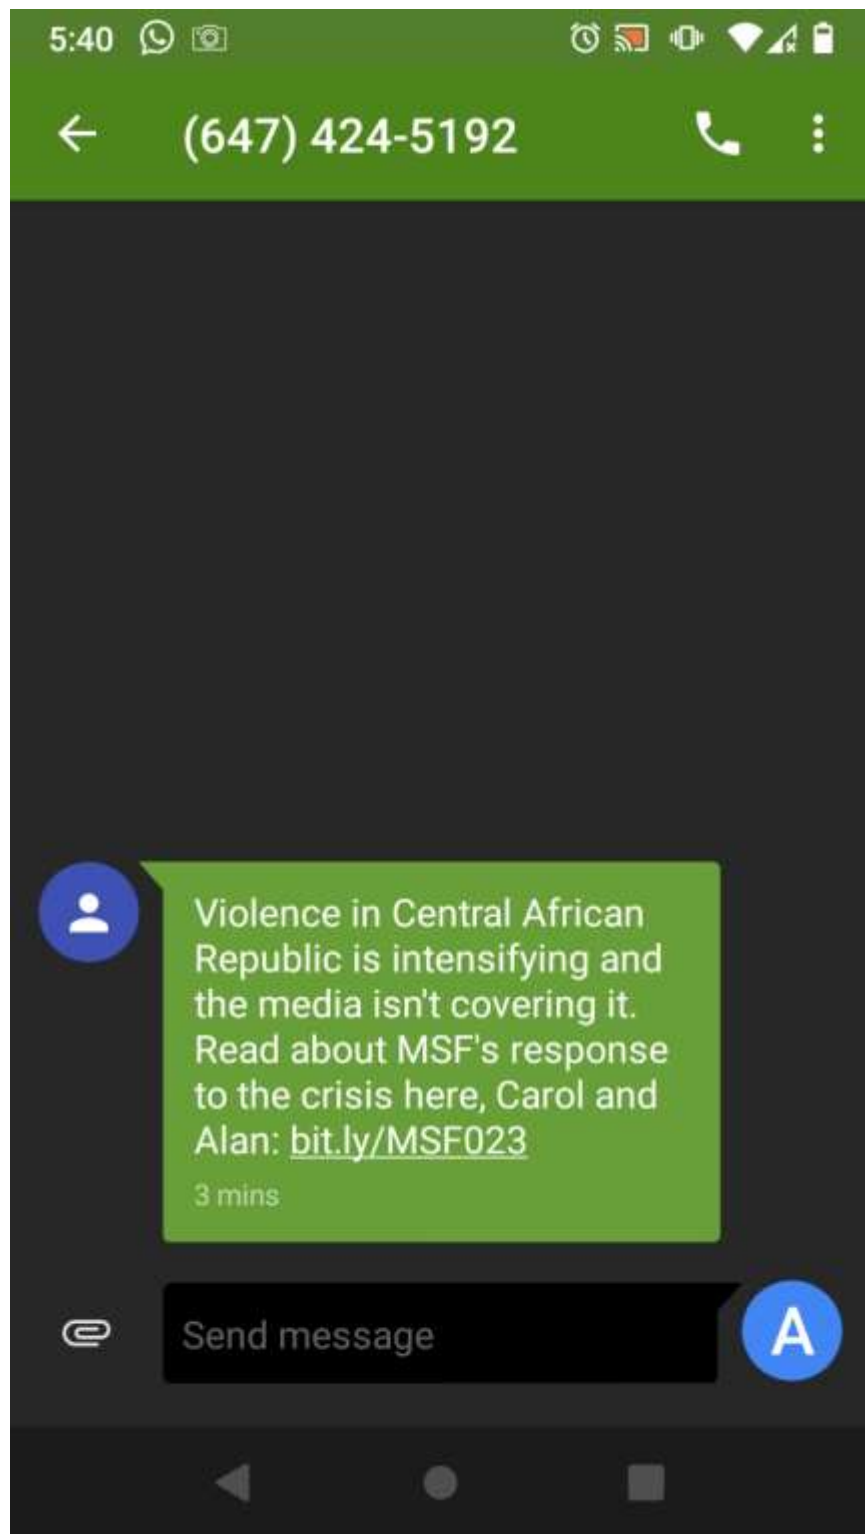 5:40
(647) 424-5192
Violence in Central African
Republic is intensifying and
the media isn't covering it.
Read about MSF's response
to the crisis here, Carol and
Alan: bit.ly/MSF023
3 mins
Send message
A